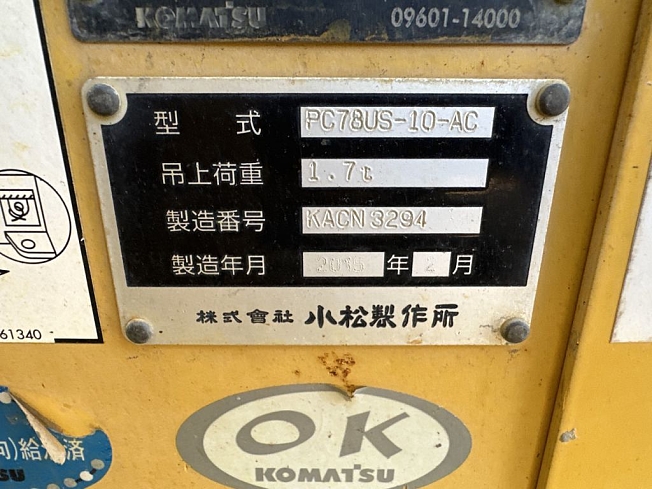 KOMATSU 09601-14000
型 式 PC78US-10-AC
吊上荷重 1.7t
製造番号 KACN3294
製造年月 年 2 月
株式會社 小松製作所
61340
OK
KOMATSU